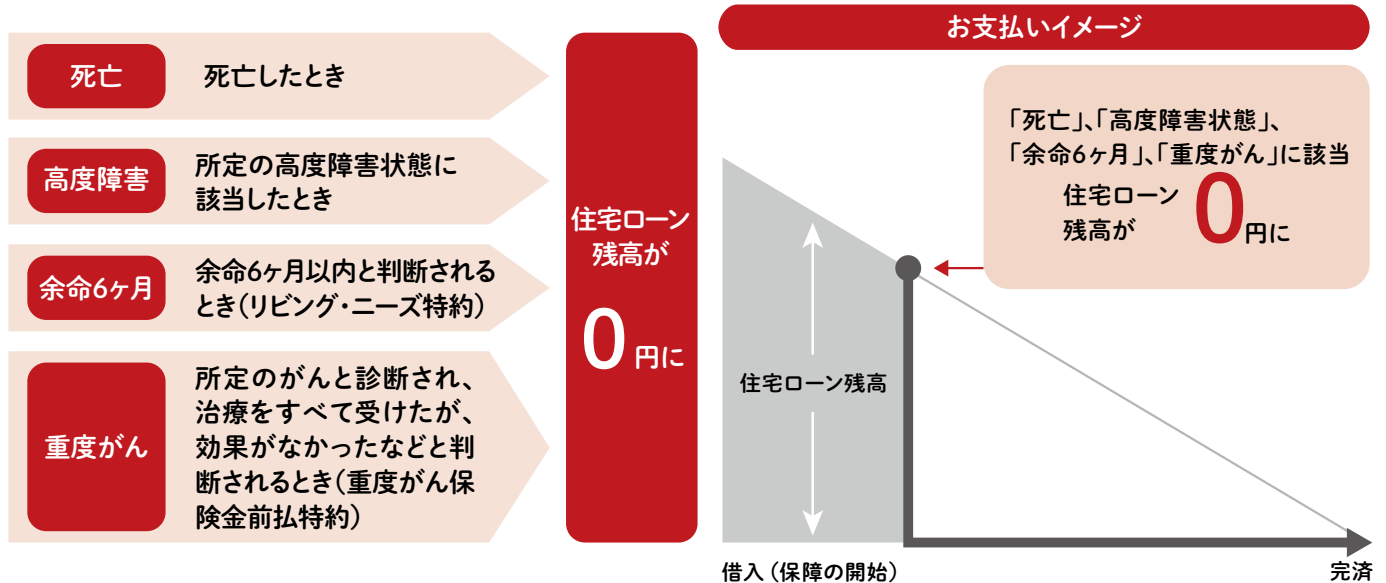 死亡
死亡したとき
高度障害
所定の高度障害状態に
該当したとき
余命6ヶ月
余命6ヶ月以内と判断される
とき(リビング・ニーズ特約)
重度がん
所定のがんと診断され、
治療をすべて受けたが、
効果がなかったなどと判
断されるとき(重度がん保
険金前払特約)
住宅ローン
残高が
0円に
お支払いイメージ
「死亡」、「高度障害状態」、
「余命6ヶ月」、「重度がん」に該当
住宅ローン
残高が
0円に
住宅ローン残高
借入(保障の開始)
完済